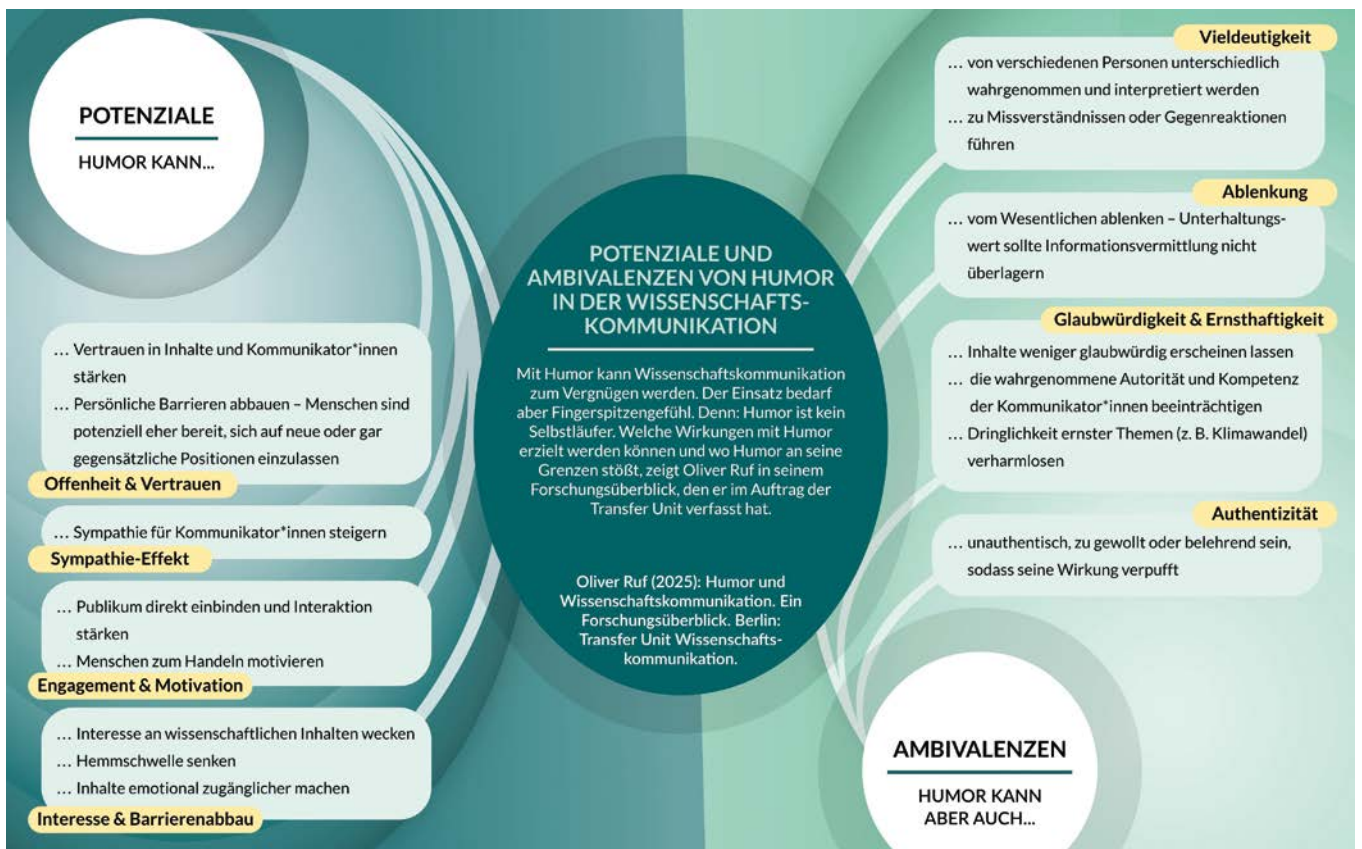 POTENZIALE
HUMOR KANN...
… Vertrauen in Inhalte und Kommunikator*innen
stärken
… Persönliche Barrieren abbauen – Menschen sind
potenziell eher bereit, sich auf neue oder gar
gegensätzliche Positionen einzulassen
Offenheit & Vertrauen
… Sympathie für Kommunikator*innen steigern
Sympathie-Effekt
… Publikum direkt einbinden und Interaktion
stärken
… Menschen zum Handeln motivieren
Engagement & Motivation
… Interesse an wissenschaftlichen Inhalten wecken
… Hemmschwelle senken
… Inhalte emotional zugänglicher machen
Interesse & Barrierenabbau
POTENZIALE UND
AMBIVALENZEN VON HUMOR
IN DER WISSENSCHAFTS-
KOMMUNIKATION
Mit Humor kann Wissenschaftskommunikation
zum Vergnügen werden. Der Einsatz bedarf
aber Fingerspitzengefühl. Denn: Humor ist kein
Selbstläufer. Welche Wirkungen mit Humor
erzielt werden können und wo Humor an seine
Grenzen stößt, zeigt Oliver Ruf in seinem
Forschungsüberblick, den er im Auftrag der
Transfer Unit verfasst hat.
Oliver Ruf (2025): Humor und
Wissenschaftskommunikation. Ein
Forschungsüberblick. Berlin:
Transfer Unit Wissenschafts-
kommunikation.
Vieldeutigkeit
… von verschiedenen Personen unterschiedlich
wahrgenommen und interpretiert werden
… zu Missverständnissen oder Gegenreaktionen
führen
Ablenkung
… vom Wesentlichen ablenken – Unterhaltungs-
wert sollte Informationsvermittlung nicht
überlagern
Glaubwürdigkeit & Ernsthaftigkeit
… Inhalte weniger glaubwürdig erscheinen lassen
… die wahrgenommene Autorität und Kompetenz
der Kommunikator*innen beeinträchtigen
… Dringlichkeit ernster Themen (z. B. Klimawandel)
verharmlosen
Authentizität
… unauthentisch, zu gewollt oder belehrend sein,
sodass seine Wirkung verpufft
AMBIVALENZEN
HUMOR KANN
ABER AUCH...